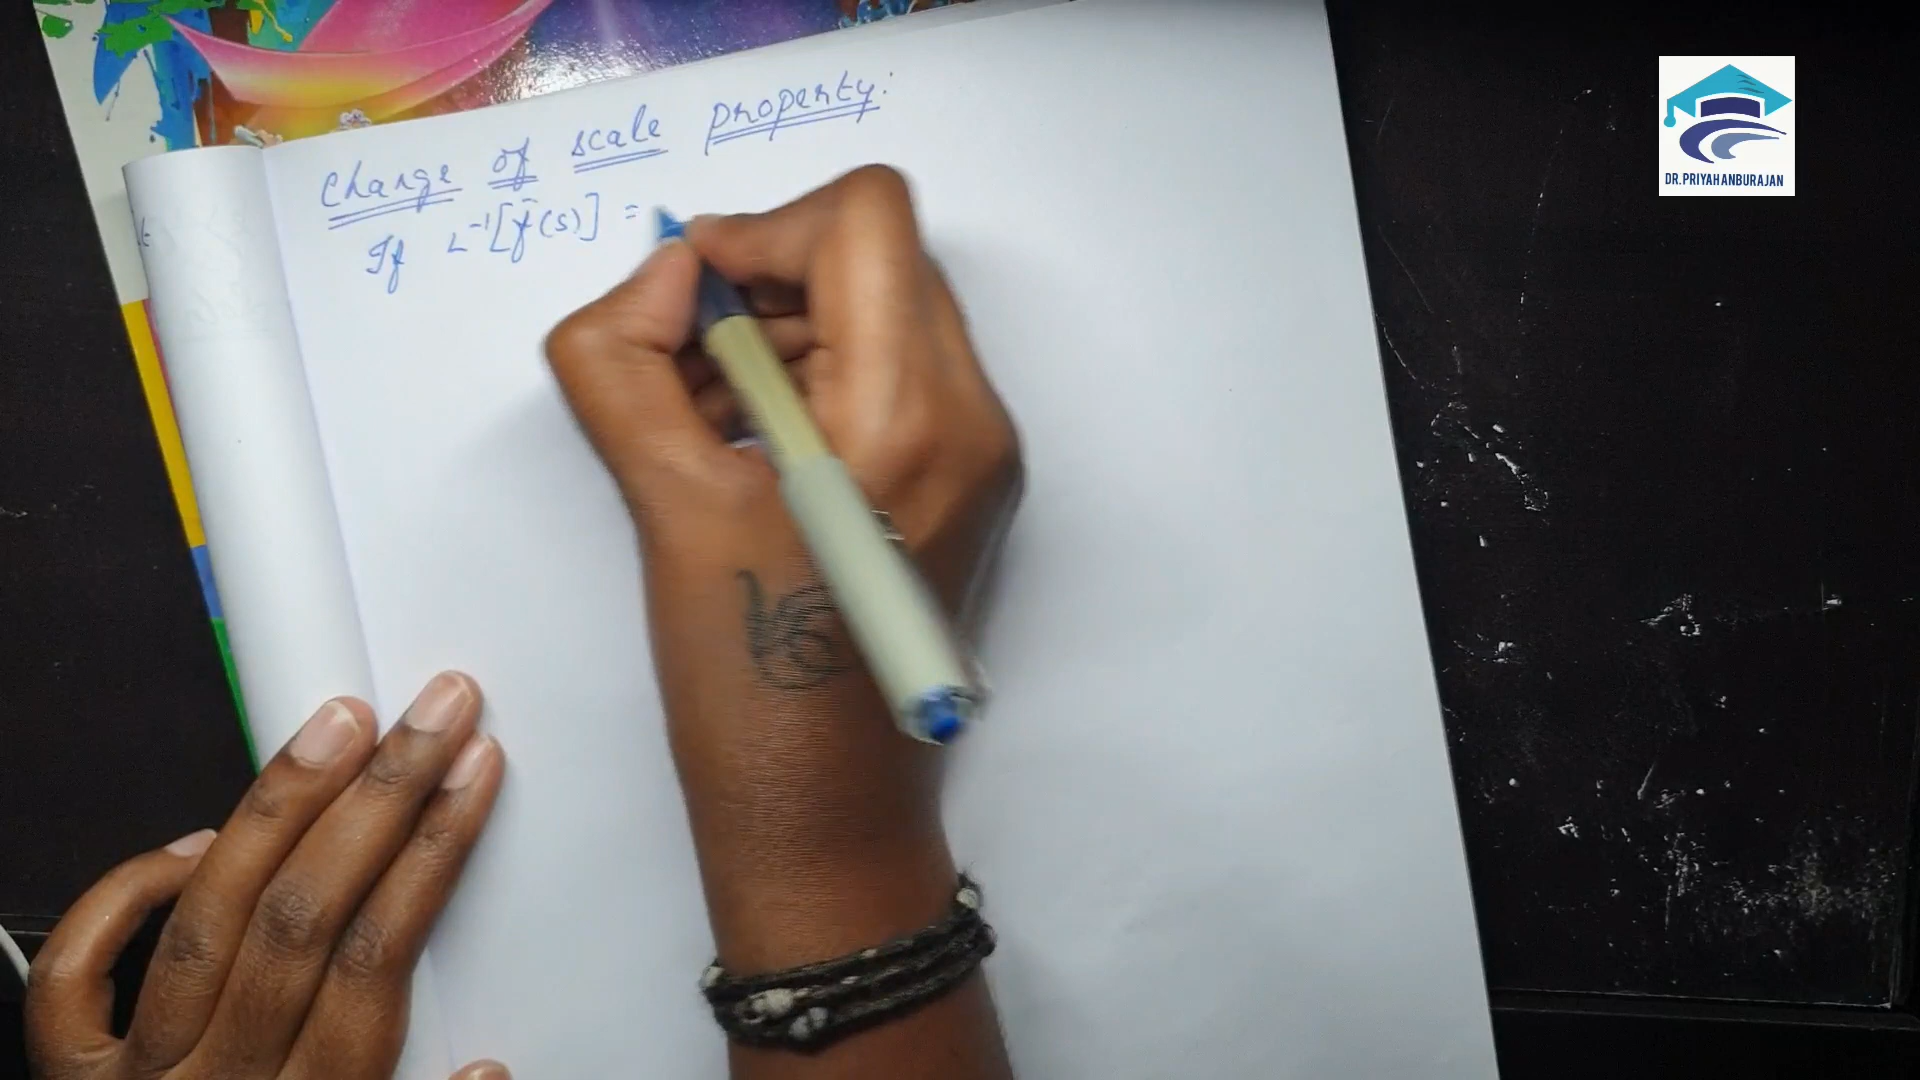 Change of scale property:
If L⁻¹[f̄(s)] =
DR.PRIYAHANBURAJAN